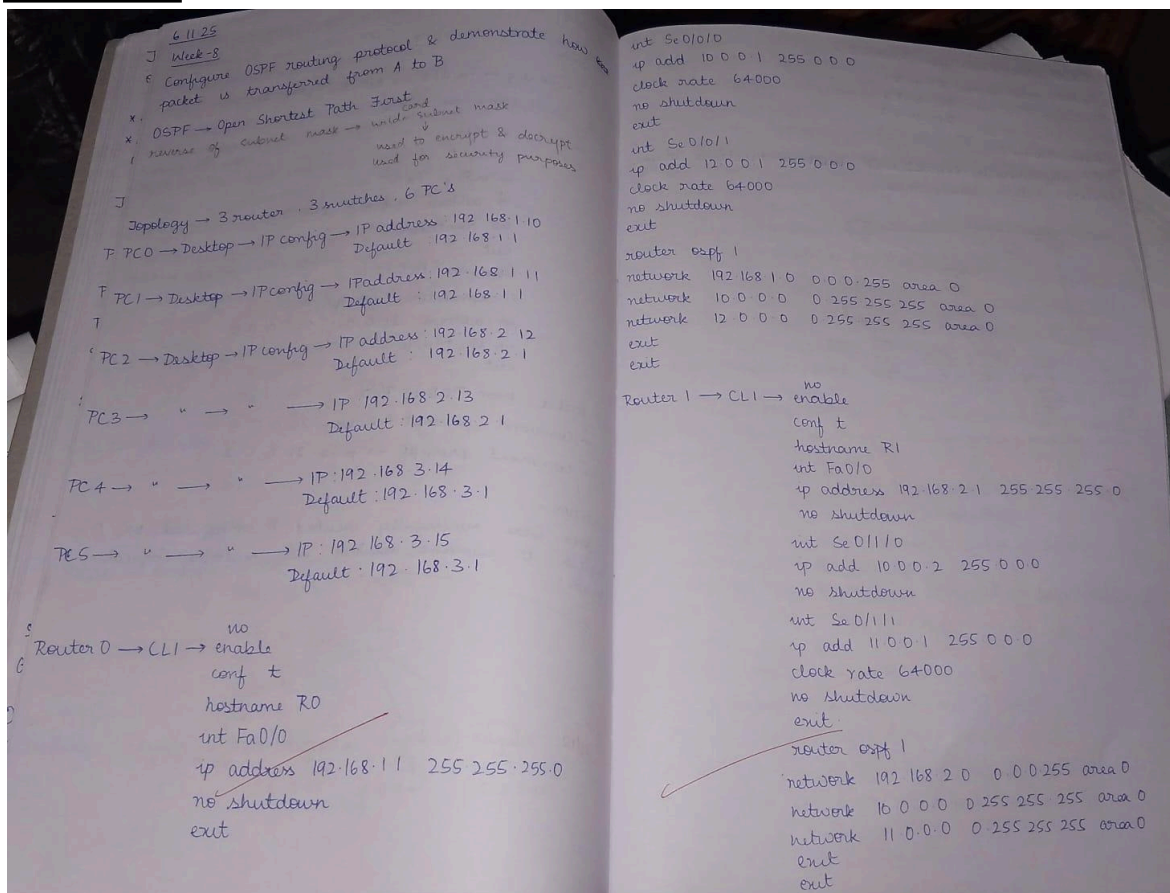 6.11.25
Week-8
Configure OSPF routing protocol & demonstrate how
packet is transferred from A to B
OSPF → Open Shortest Path First
reverse of subnet mask → wild card subnet mask
used to encrypt & decrypt
used for security purposes
Topology → 3 router, 3 switches, 6 PC's
PC0 → Desktop → IP config → IP address 192.168.1.10
Default 192.168.1.1
PC1 → Desktop → IP config → IP address: 192.168.1.11
Default : 192.168.1.1
PC2 → Desktop → IP config → IP address: 192.168.2.12
Default : 192.168.2.1
PC3 → " → " → IP 192.168.2.13
Default : 192.168.2.1
PC4 → " → " → IP: 192.168.3.14
Default : 192.168.3.1
PC5 → " → " → IP: 192.168.3.15
Default : 192.168.3.1
no
Router 0 → CLI → enable
conf t
hostname R0
int Fa0/0
ip address 192.168.1.1 255.255.255.0
no shutdown
exit
int Se0/0/0
ip add 10.0.0.1 255.0.0.0
clock rate 64000
no shutdown
exit
int Se0/0/1
ip add 12.0.0.1 255.0.0.0
clock rate 64000
no shutdown
exit
router ospf 1
network 192.168.1.0 0.0.0.255 area 0
network 10.0.0.0 0.255.255.255 area 0
network 12.0.0.0 0.255.255.255 area 0
exit
exit
no
Router 1 → CLI → enable
conf t
hostname R1
int Fa0/0
ip address 192.168.2.1 255.255.255.0
no shutdown
int Se0/1/0
ip add 10.0.0.2 255.0.0.0
no shutdown
int Se0/1/1
ip add 11.0.0.1 255.0.0.0
clock rate 64000
no shutdown
exit
router ospf 1
network 192.168.2.0 0.0.0.255 area 0
network 10.0.0.0 0.255.255.255 area 0
network 11.0.0.0 0.255.255.255 area 0
exit
exit